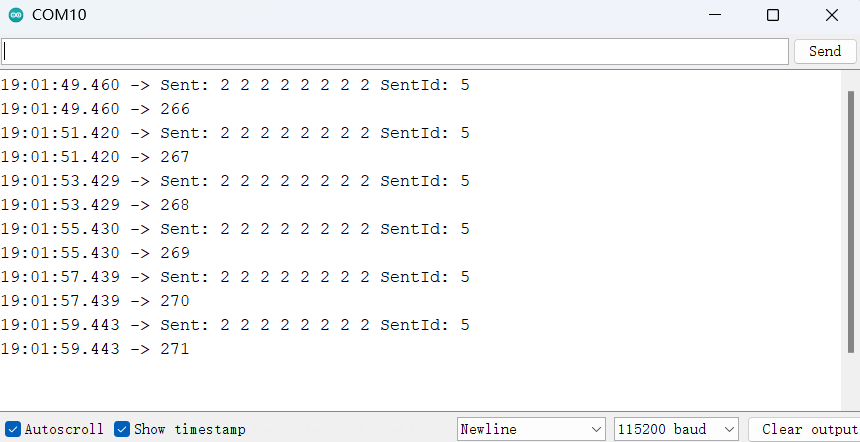 COM10
Send
19:01:49.460 -> Sent: 2 2 2 2 2 2 2 2 SentId: 5
19:01:49.460 -> 266
19:01:51.420 -> Sent: 2 2 2 2 2 2 2 2 SentId: 5
19:01:51.420 -> 267
19:01:53.429 -> Sent: 2 2 2 2 2 2 2 2 SentId: 5
19:01:53.429 -> 268
19:01:55.430 -> Sent: 2 2 2 2 2 2 2 2 SentId: 5
19:01:55.430 -> 269
19:01:57.439 -> Sent: 2 2 2 2 2 2 2 2 SentId: 5
19:01:57.439 -> 270
19:01:59.443 -> Sent: 2 2 2 2 2 2 2 2 SentId: 5
19:01:59.443 -> 271
Autoscroll Show timestamp Newline 115200 baud Clear output